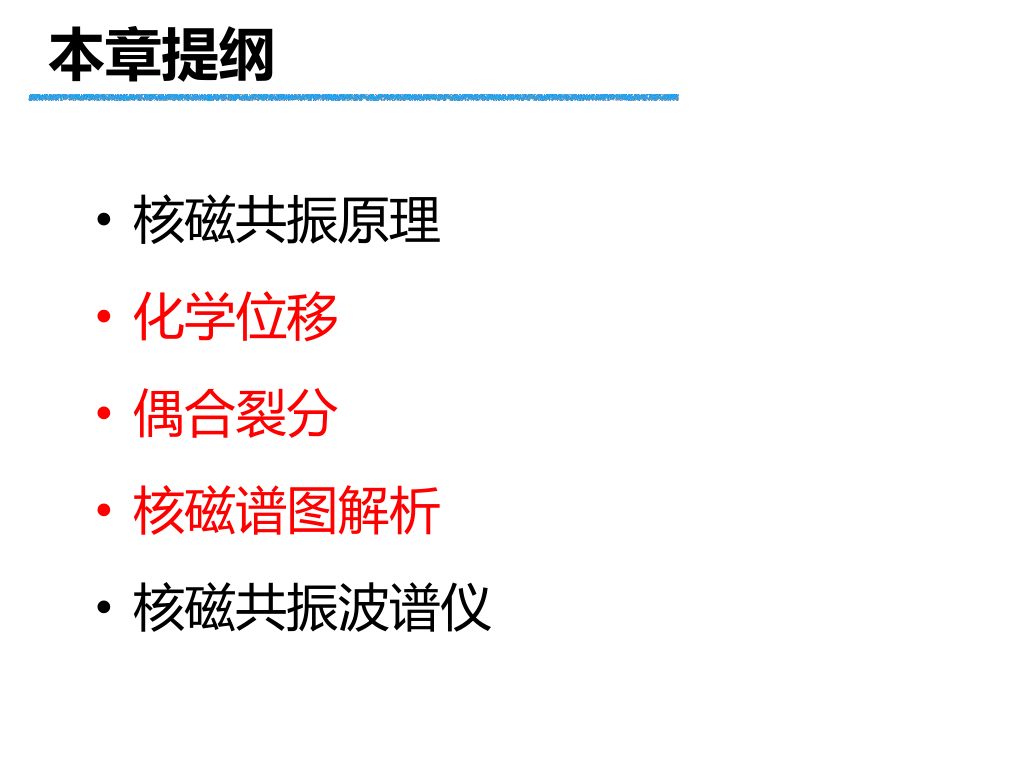 本章提纲
• 核磁共振原理
• 化学位移
• 偶合裂分
• 核磁谱图解析
• 核磁共振波谱仪